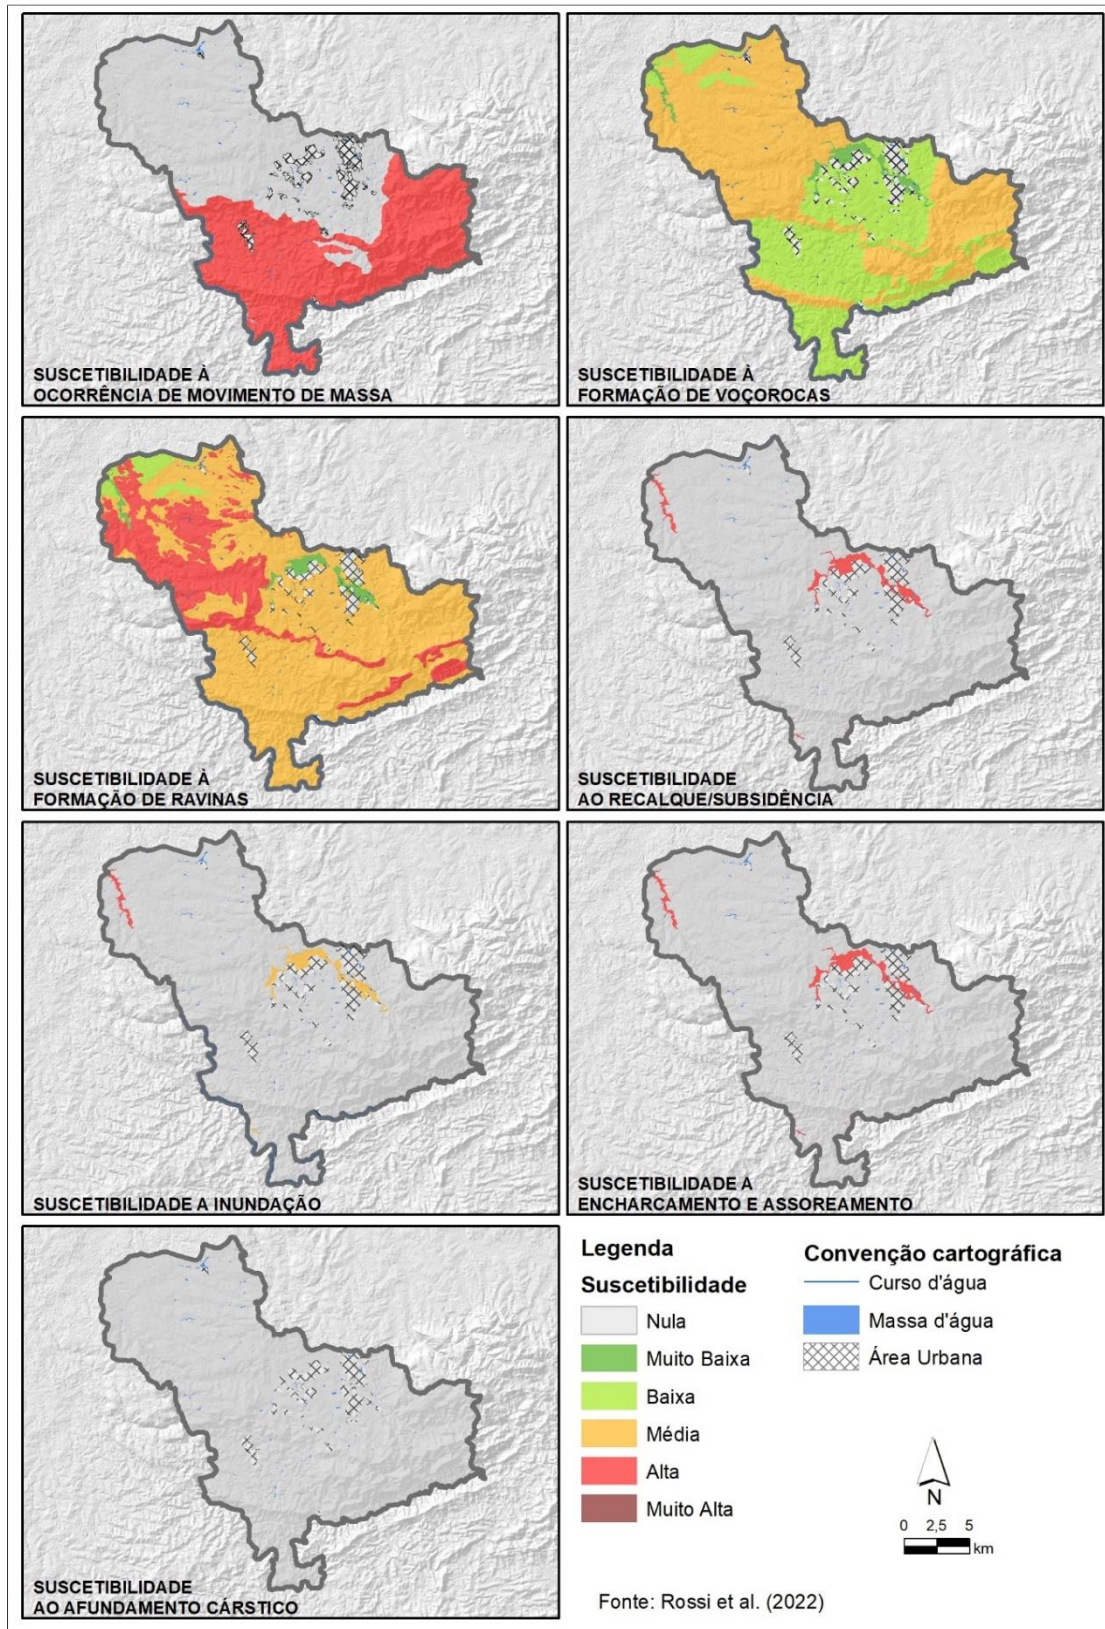 SUSCETIBILIDADE À
OCORRÊNCIA DE MOVIMENTO DE MASSA
SUSCETIBILIDADE À
FORMAÇÃO DE VOÇOROCAS
SUSCETIBILIDADE À
FORMAÇÃO DE RAVINAS
SUSCETIBILIDADE
AO RECALQUE/SUBSIDÊNCIA
SUSCETIBILIDADE A INUNDAÇÃO
SUSCETIBILIDADE A
ENCHARCAMENTO E ASSOREAMENTO
SUSCETIBILIDADE
AO AFUNDAMENTO CÁRSTICO
Legenda
Suscetibilidade
Nula
Muito Baixa
Baixa
Média
Alta
Muito Alta
Convenção cartográfica
Curso d'água
Massa d'água
Área Urbana
N
0 2,5 5
km
Fonte: Rossi et al. (2022)